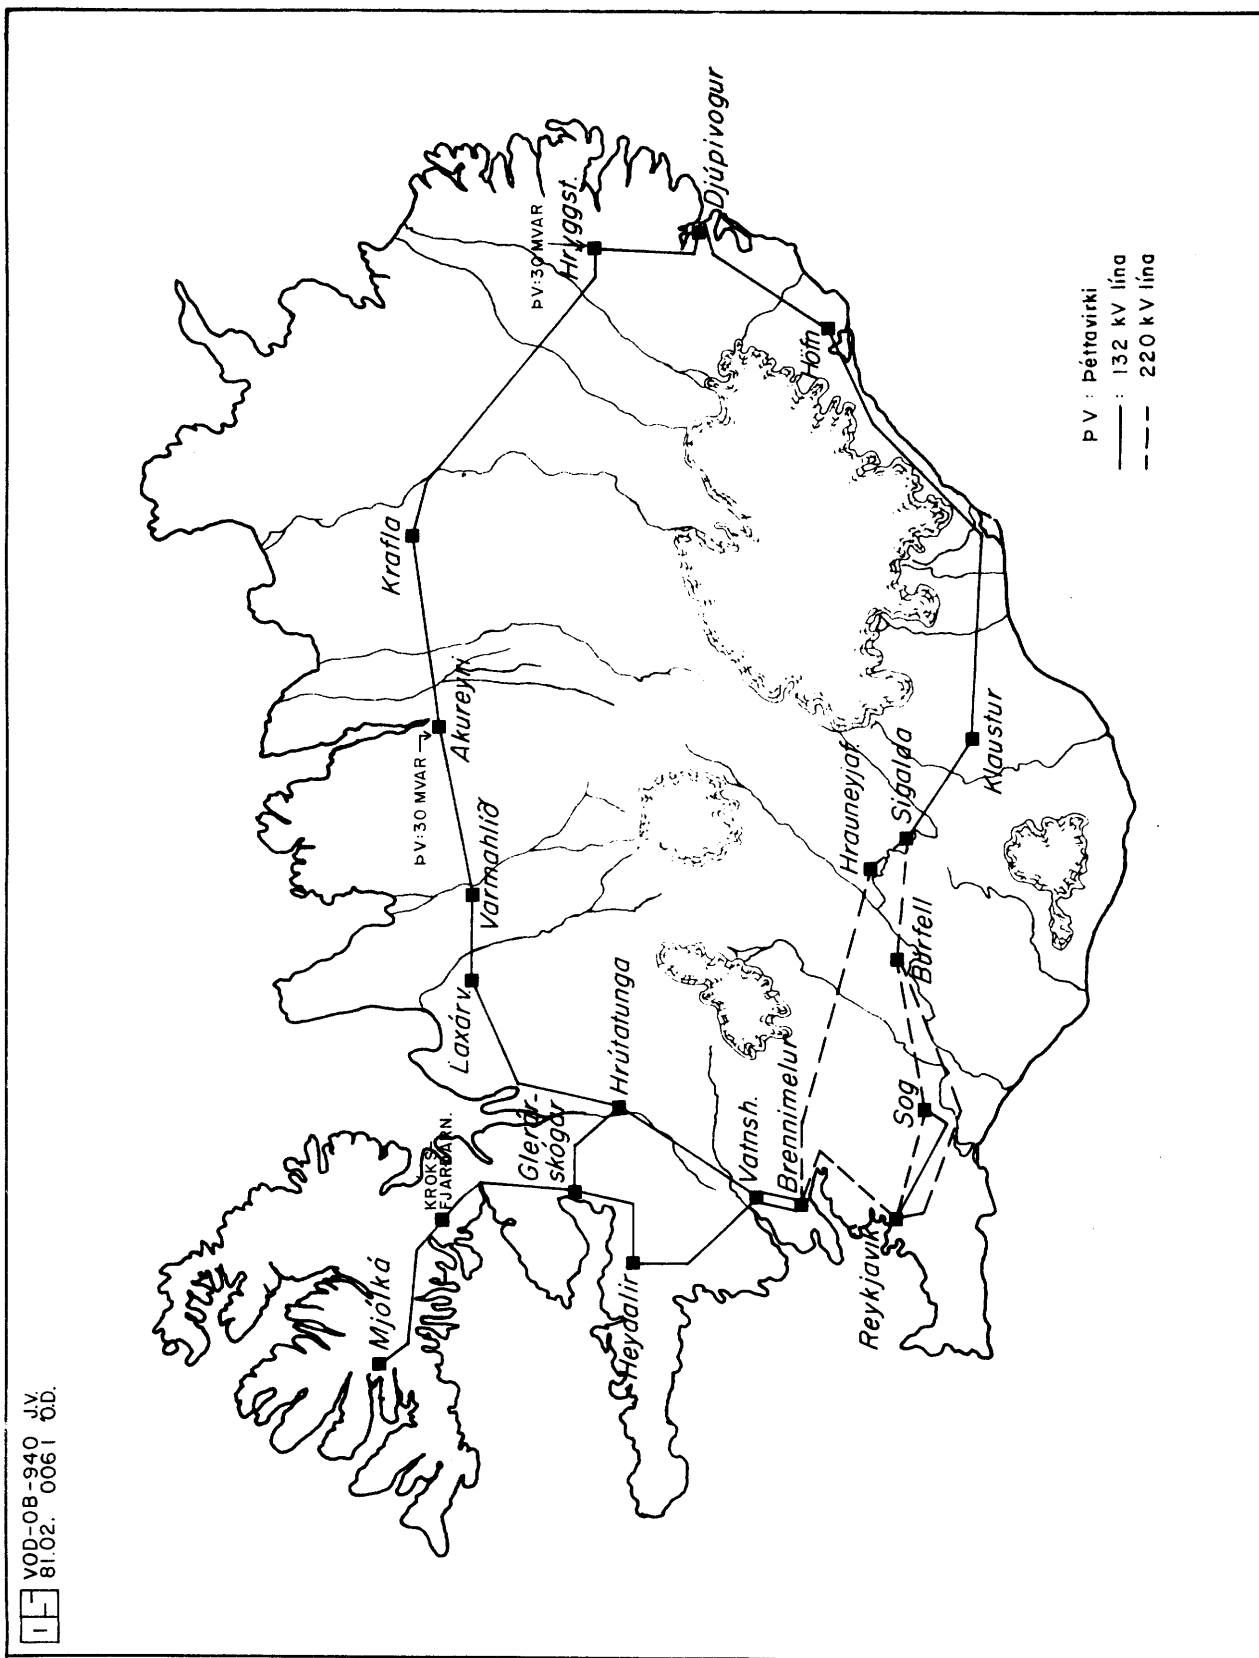 VOD-OB-940 J.V.
81.02. 0061 O.D.
Mjólká
KRÓKS-
FJARÐARN.
Glerár-
skógar
Heydalir
Hrútatunga
Laxárv.
Varmahlíð
Þ V:30 MVAR
Akureyri
Krafla
Þ V:30 MVAR
Hryggst.
Djúpivogur
Höfn
Klaustur
Sigalda
Hrauneyjaf.
Búrfell
Sog
Vatnsh.
Brennimelur
Reykjavik
Þ V : Þéttavirki
: 132 kV lína
220 kV lína